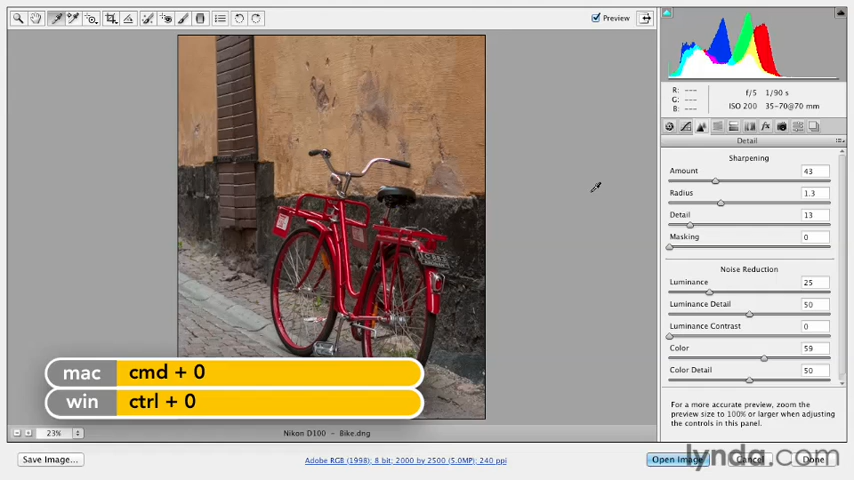 Preview
R: ---
G: ---
B: ---
f/5 1/90 s
ISO 200 35-70@70 mm
Detail
Sharpening
Amount 43
Radius 1.3
Detail 13
Masking 0
Noise Reduction
Luminance 25
Luminance Detail 50
Luminance Contrast 0
Color 59
Color Detail 50
For a more accurate preview, zoom the
preview size to 100% or larger when adjusting
the controls in this panel.
mac cmd + 0
win ctrl + 0
23%
Nikon D100 - Bike.dng
Save Image...
Adobe RGB (1998); 8 bit; 2000 by 2500 (5.0MP); 240 ppi
Open Image
Cancel
Done
lynda.com